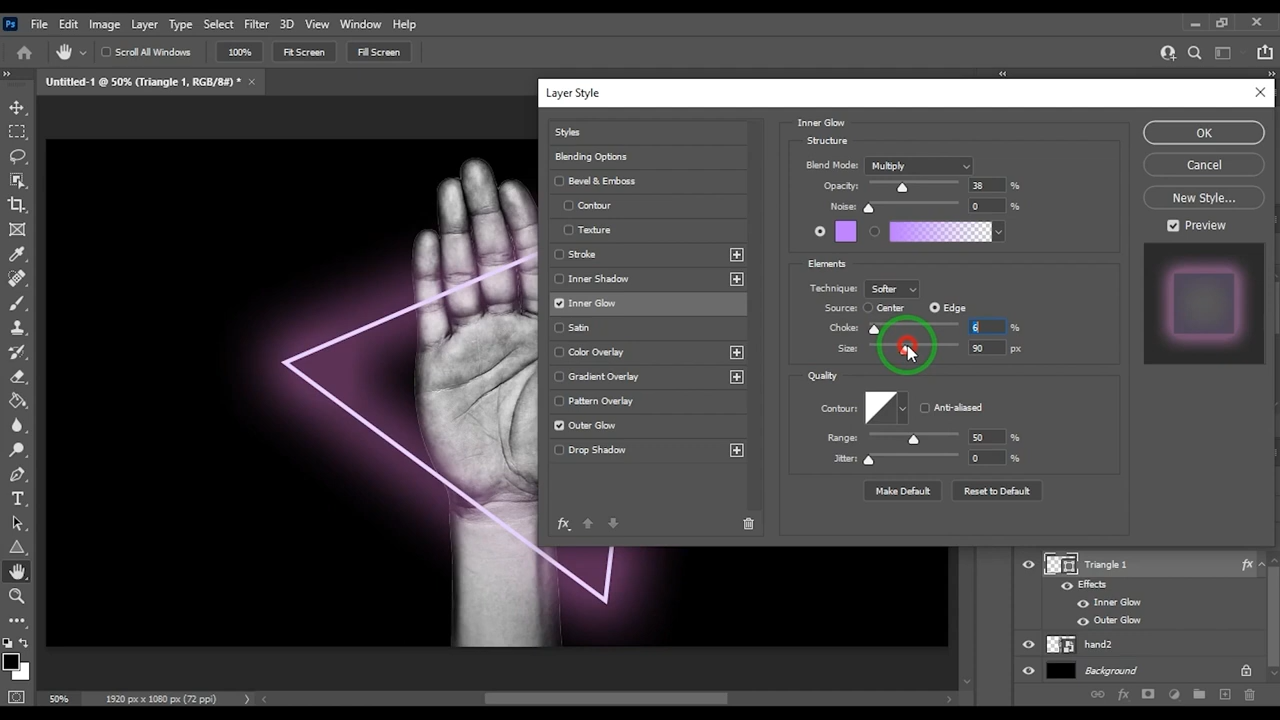 Ps File Edit Image Layer Type Select Filter 3D View Window Help
Scroll All Windows 100% Fit Screen Fill Screen
Untitled-1 @ 50% (Triangle 1, RGB/8#) *
Layer Style
Styles
Blending Options
Bevel & Emboss
Contour
Texture
Stroke
Inner Shadow
Inner Glow
Satin
Color Overlay
Gradient Overlay
Pattern Overlay
Outer Glow
Drop Shadow
fx
Inner Glow
Structure
Blend Mode: Multiply
Opacity: 38 %
Noise: 0 %
Elements
Technique: Softer
Source: Center Edge
Choke: 6 %
Size: 90 px
Quality
Contour: Anti-aliased
Range: 50 %
Jitter: 0 %
Make Default Reset to Default
OK
Cancel
New Style...
Preview
Triangle 1 fx
Effects
Inner Glow
Outer Glow
hand2
Background
fx
50% 1920 px x 1080 px (72 ppi)